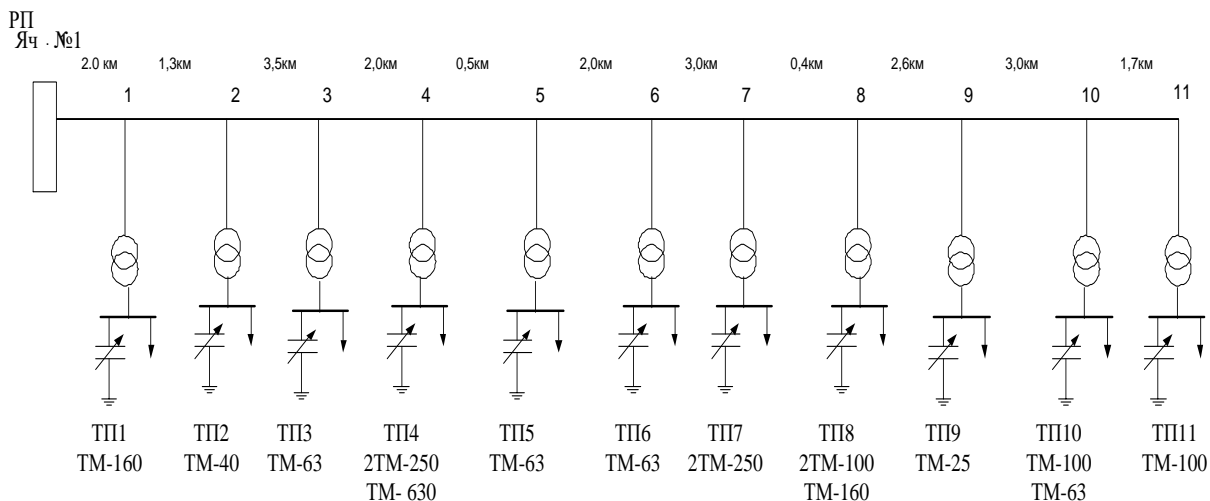 РП
Яч . №1
2.0 км 1,3км 3,5км 2,0км 0,5км 2,0км 3,0км 0,4км 2,6км 3,0км 1,7км
1 2 3 4 5 6 7 8 9 10 11
ТП1 ТП2 ТП3 ТП4 ТП5 ТП6 ТП7 ТП8 ТП9 ТП10 ТП11
ТМ-160 ТМ-40 ТМ-63 2ТМ-250 ТМ-63 ТМ-63 2ТМ-250 2ТМ-100 ТМ-25 ТМ-100 ТМ-100
ТМ- 630 ТМ-160 ТМ-63